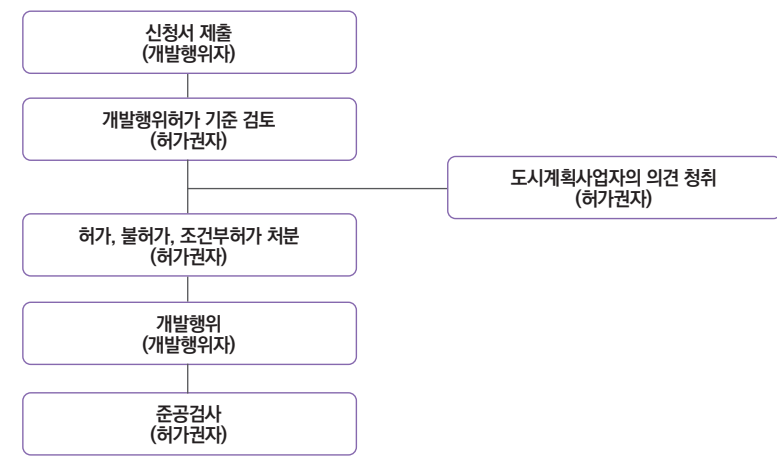 신청서 제출
(개발행위자)
개발행위허가 기준 검토
(허가권자)
도시계획사업자의 의견 청취
(허가권자)
허가, 불허가, 조건부허가 처분
(허가권자)
개발행위
(개발행위자)
준공검사
(허가권자)